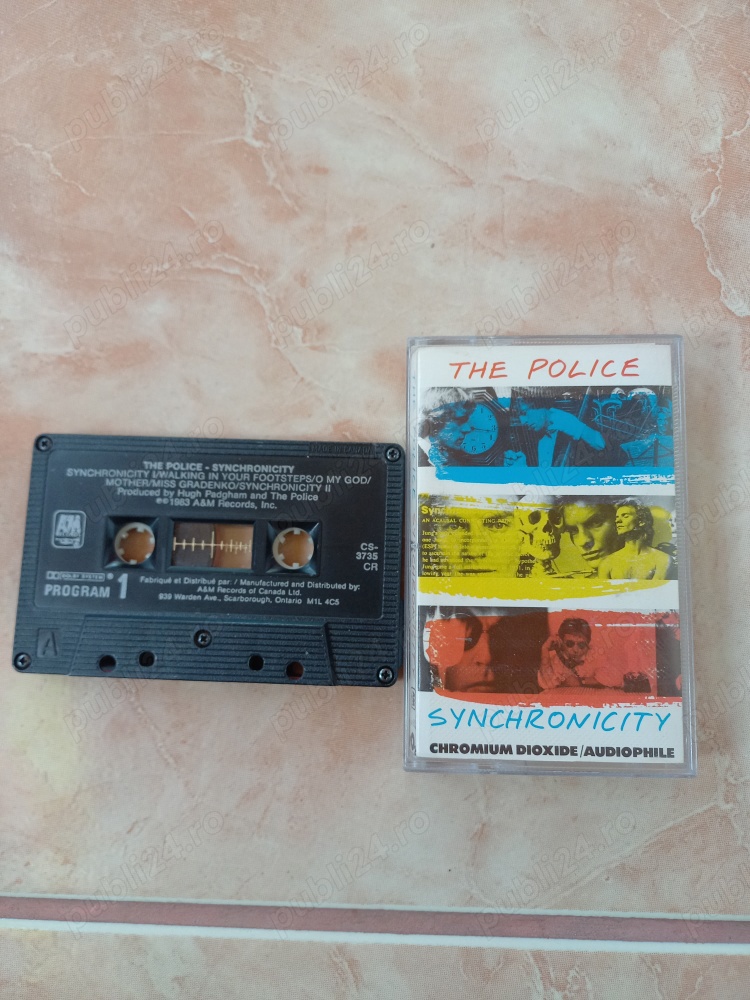 THE POLICE - SYNCHRONICITY
SYNCHRONICITY I/WALKING IN YOUR FOOTSTEPS/O MY GOD/
MOTHER/MISS GRADENKO/SYNCHRONICITY II
Produced by Hugh Padgham and The Police
℗©1983 A&M Records, Inc.
A&M
RECORDS
CS-
3735
CR
DOLBY SYSTEM
PROGRAM 1
Fabriqué et Distribué par: / Manufactured and Distributed by:
A&M Records of Canada Ltd.
939 Warden Ave., Scarborough, Ontario M1L 4C5
A
THE POLICE
SYNCHRONICITY
CHROMIUM DIOXIDE/AUDIOPHILE
publi24.ro